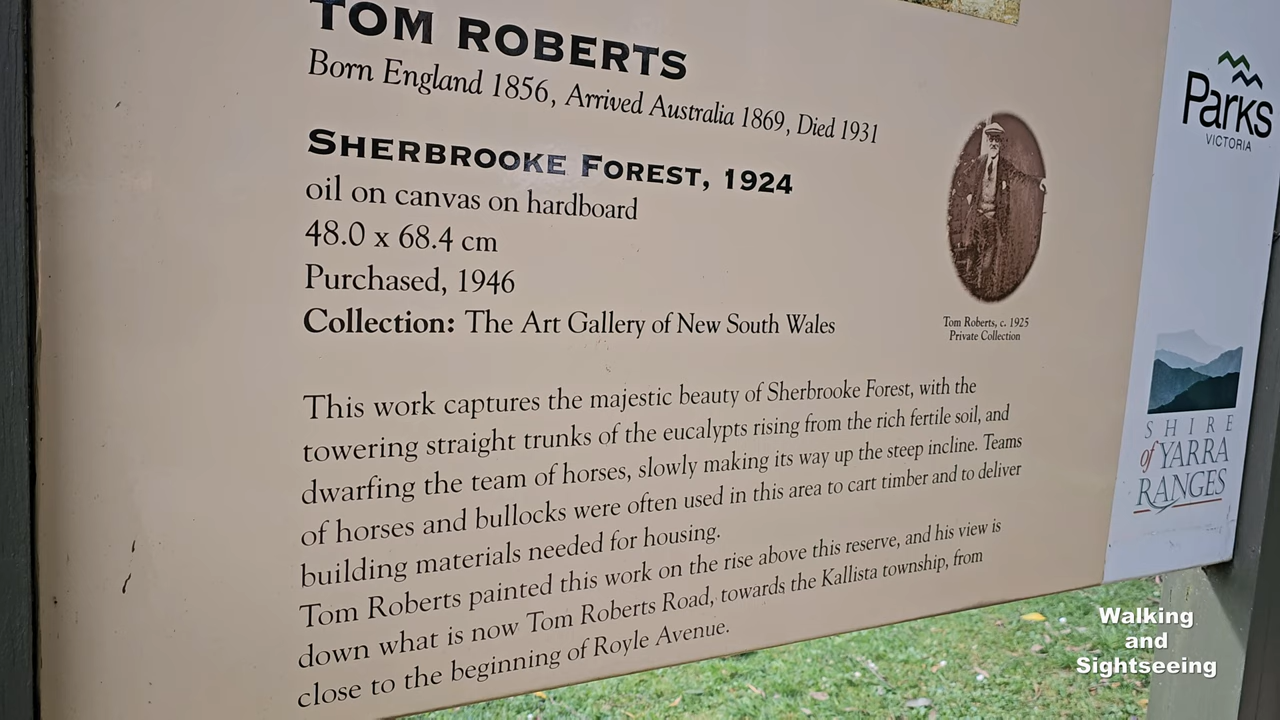 TOM ROBERTS
Born England 1856, Arrived Australia 1869, Died 1931
SHERBROOKE FOREST, 1924
oil on canvas on hardboard
48.0 x 68.4 cm
Purchased, 1946
Collection: The Art Gallery of New South Wales
Tom Roberts, c. 1925
Private Collection
This work captures the majestic beauty of Sherbrooke Forest, with the
towering straight trunks of the eucalypts rising from the rich fertile soil, and
dwarfing the team of horses, slowly making its way up the steep incline. Teams
of horses and bullocks were often used in this area to cart timber and to deliver
building materials needed for housing.
Tom Roberts painted this work on the rise above this reserve, and his view is
down what is now Tom Roberts Road, towards the Kallista township, from
close to the beginning of Royle Avenue.
Parks
VICTORIA
SHIRE
of YARRA
RANGES
Walking
and
Sightseeing